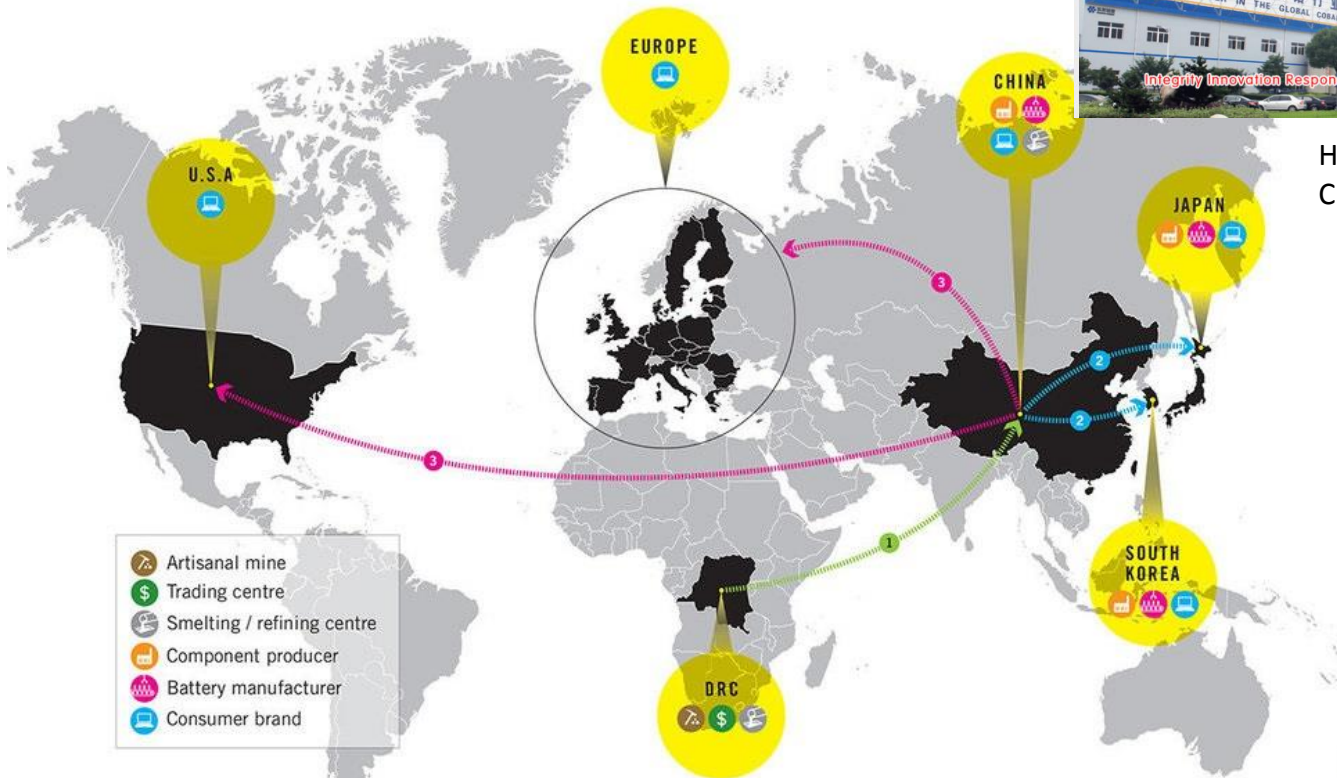 IN THE GLOBAL COBA
Integrity Innovation Respon
EUROPE
CHINA
H
C
U.S.A
JAPAN
3
2
2
3
1
SOUTH
KOREA
DRC
$
Artisanal mine
$
Trading centre
Smelting / refining centre
Component producer
Battery manufacturer
Consumer brand